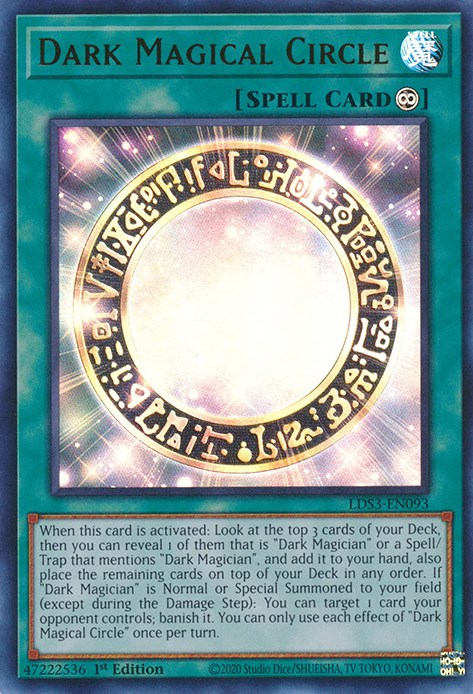 DARK MAGICAL CIRCLE
SPELL
[SPELL CARD]
LDS3-EN093
When this card is activated: Look at the top 3 cards of your Deck,
then you can reveal 1 of them that is "Dark Magician" or a Spell/
Trap that mentions "Dark Magician", and add it to your hand, also
place the remaining cards on top of your Deck in any order. If
"Dark Magician" is Normal or Special Summoned to your field
(except during the Damage Step): You can target 1 card your
opponent controls; banish it. You can only use each effect of "Dark
Magical Circle" once per turn.
47222536 1st Edition ©2020 Studio Dice/SHUEISHA, TV TOKYO, KONAMI